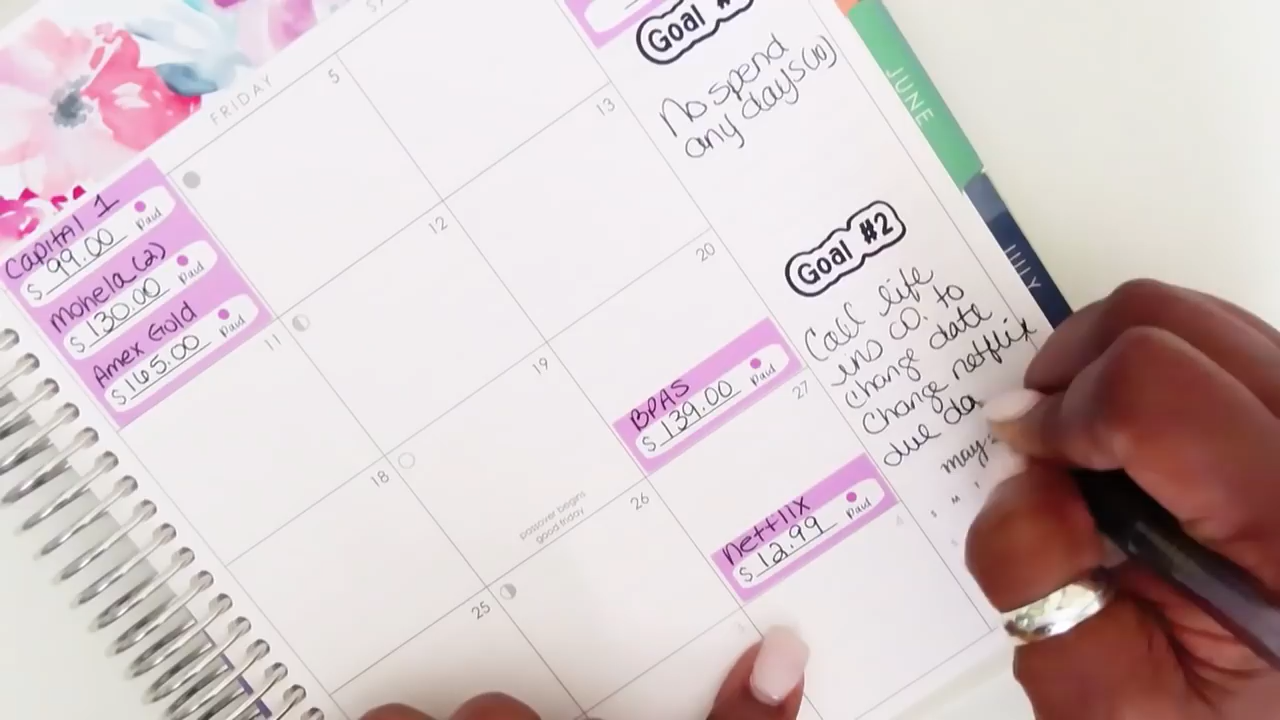 FRIDAY
5
13
12
20
11
19
27
18
26
25
Capital 1
$ 99.00 Paid
Mohela (2)
$ 130.00 Paid
Amex Gold
$ 165.00 Paid
BPAS
$ 139.00 Paid
passover begins
good friday
netflix
$ 12.99 Paid
Goal
No spend
any days (10)
Goal #2
Call life
ins co. to
change date
Change netflix
due da
may
S M
JUNE
JULY